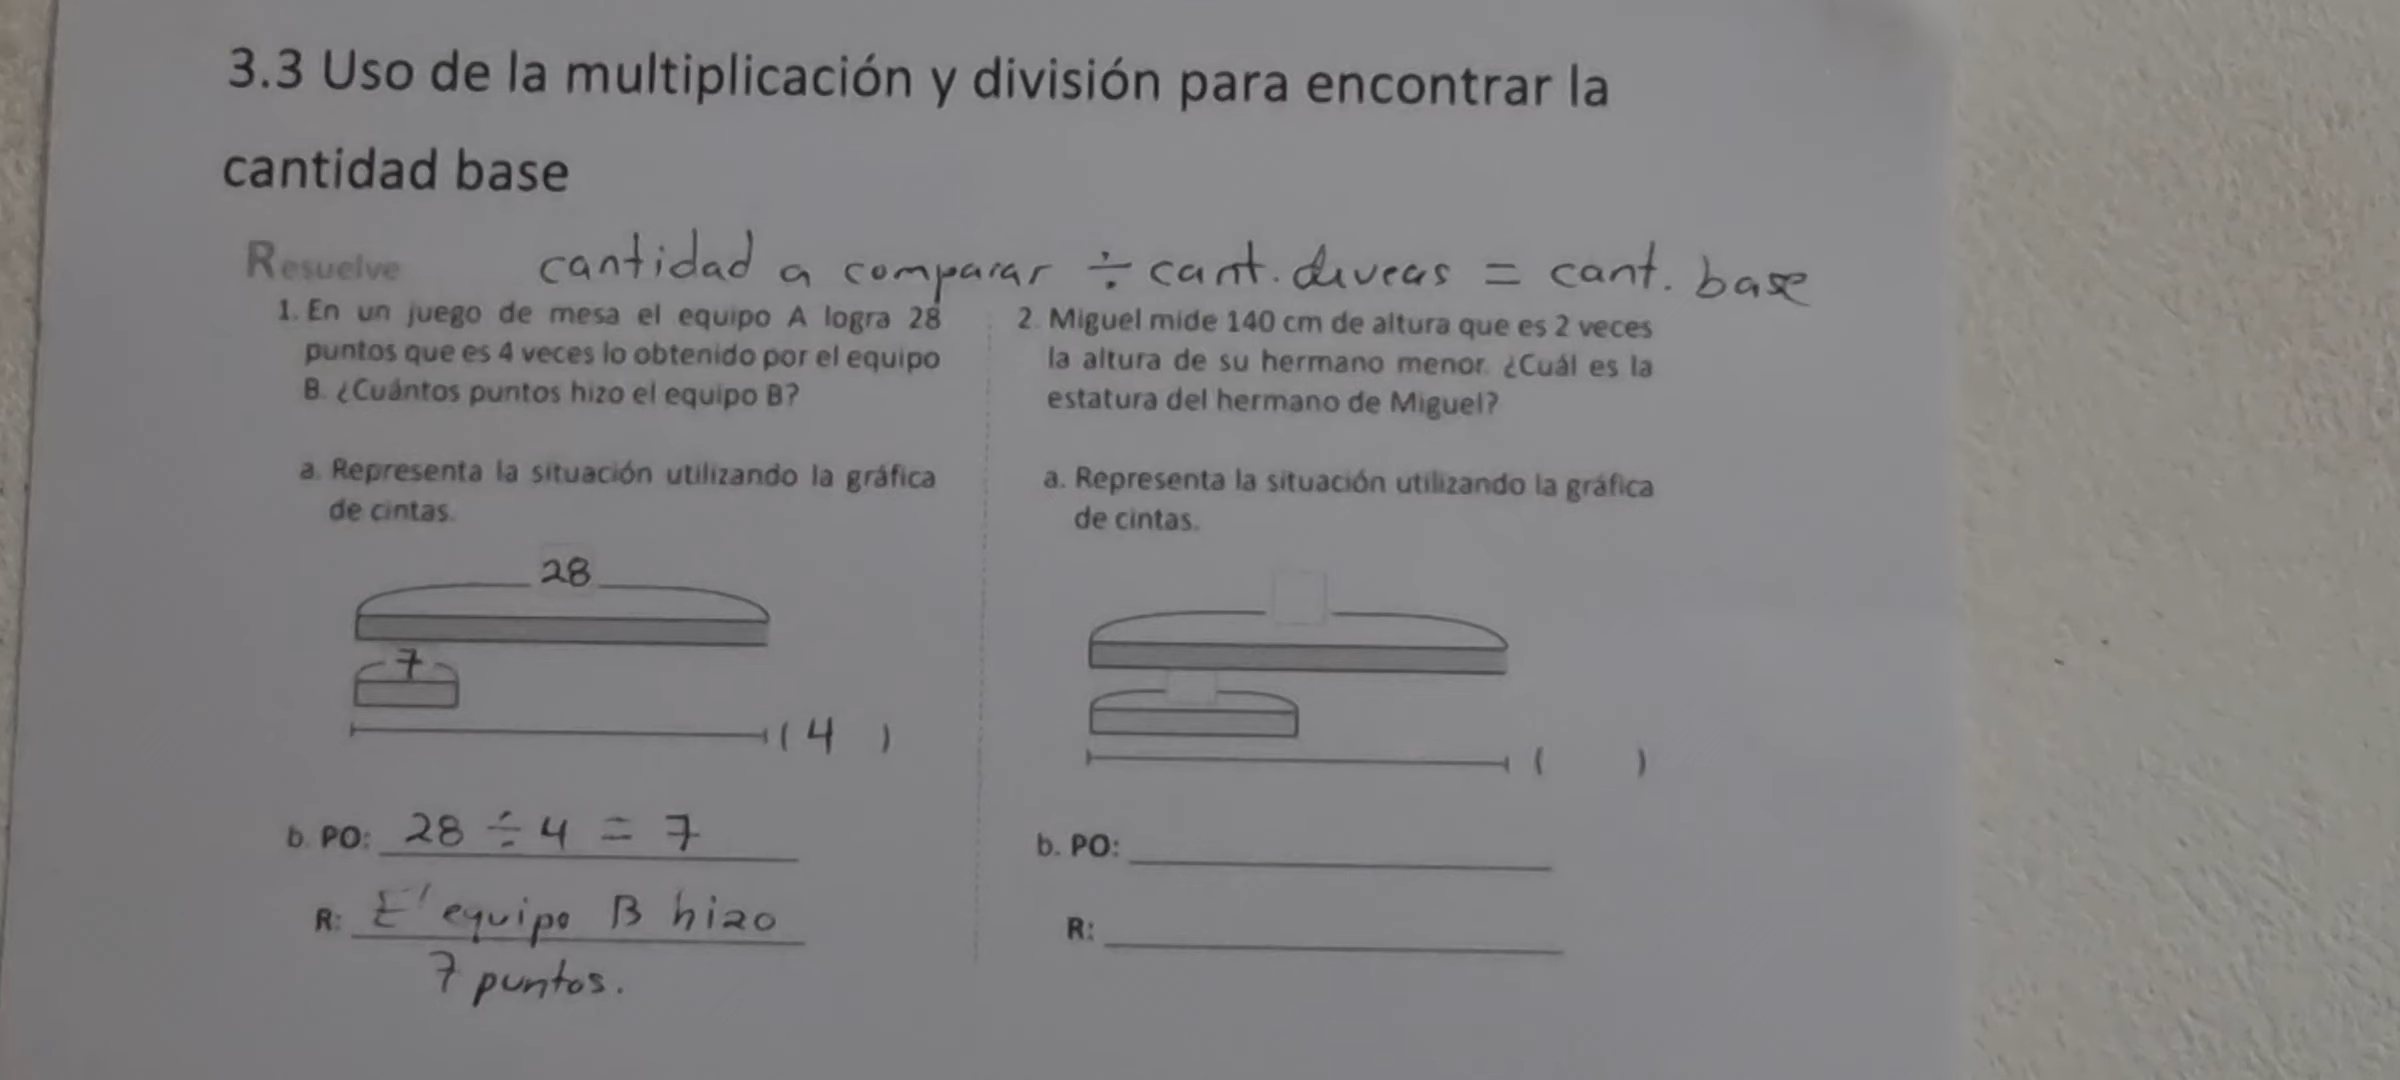 3.3 Uso de la multiplicación y división para encontrar la
cantidad base
Resuelve
cantidad a comparar ÷ cant. de veces = cant. base
1. En un juego de mesa el equipo A logra 28
puntos que es 4 veces lo obtenido por el equipo
B. ¿Cuántos puntos hizo el equipo B?
a. Representa la situación utilizando la gráfica
de cintas.
28
7
( 4 )
b. PO: 28 ÷ 4 = 7
R: El equipo B hizo
7 puntos.
2. Miguel mide 140 cm de altura que es 2 veces
la altura de su hermano menor. ¿Cuál es la
estatura del hermano de Miguel?
a. Representa la situación utilizando la gráfica
de cintas.
( )
b. PO:
R: